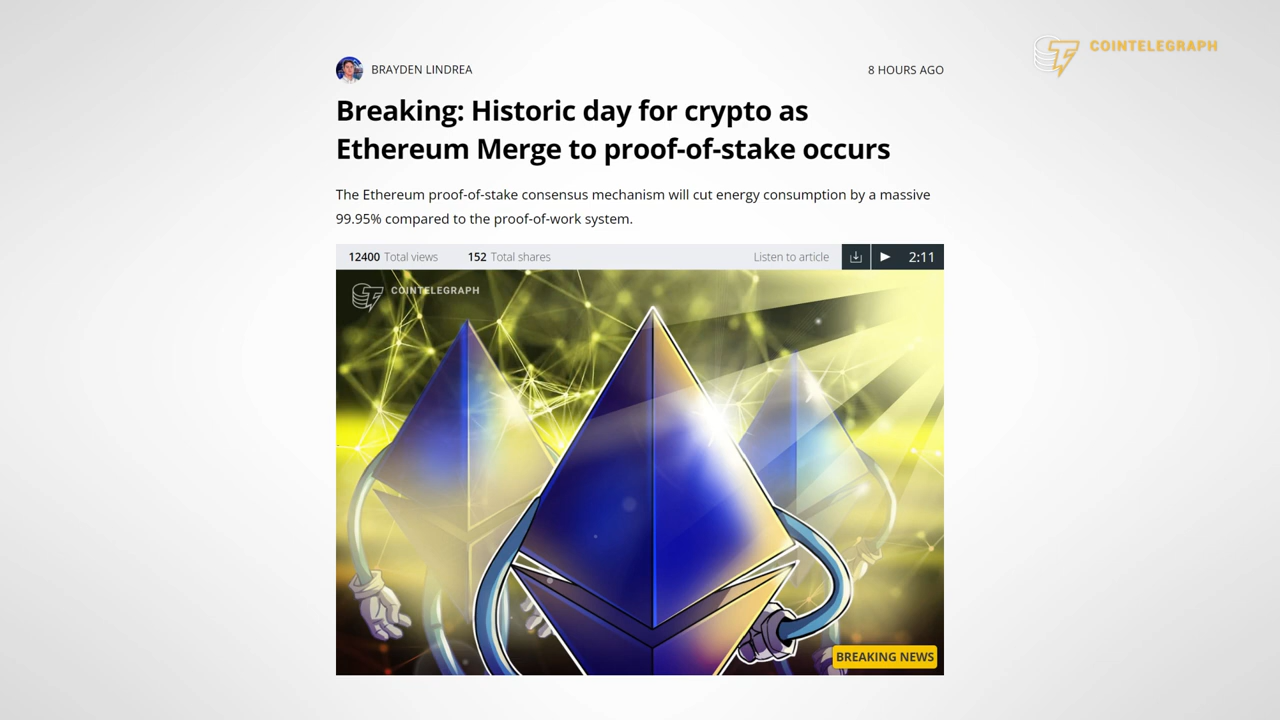 COINTELEGRAPH
BRAYDEN LINDREA
8 HOURS AGO
Breaking: Historic day for crypto as
Ethereum Merge to proof-of-stake occurs
The Ethereum proof-of-stake consensus mechanism will cut energy consumption by a massive
99.95% compared to the proof-of-work system.
12400 Total views 152 Total shares Listen to article 2:11
COINTELEGRAPH
BREAKING NEWS